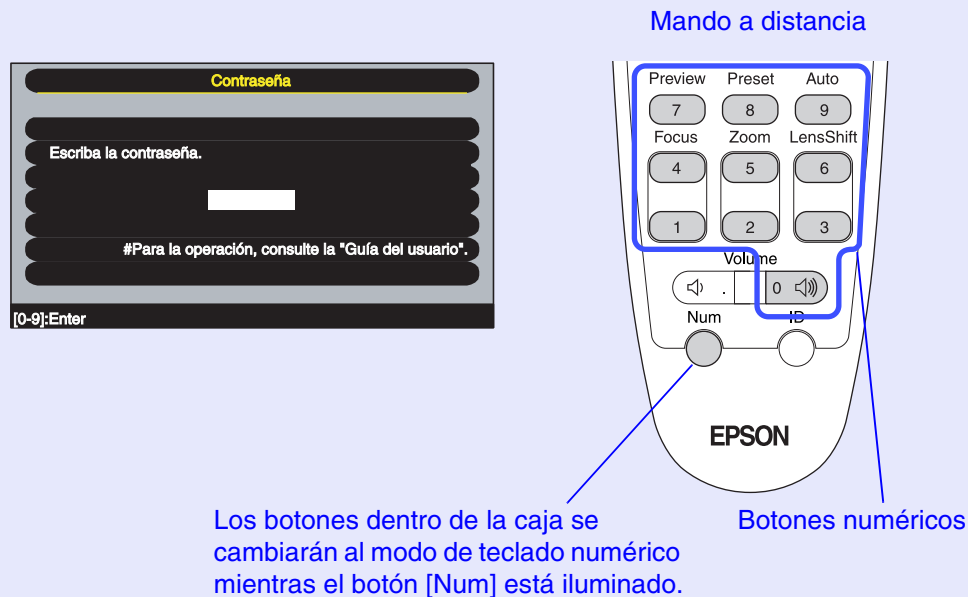 Mando a distancia
Contraseña
Escriba la contraseña.
#Para la operación, consulte la "Guía del usuario".
[0-9]:Enter
Preview Preset Auto
7 8 9
Focus Zoom LensShift
4 5 6
1 2 3
Volume
. 0
Num ID
EPSON
Los botones dentro de la caja se
cambiarán al modo de teclado numérico
mientras el botón [Num] está iluminado.
Botones numéricos